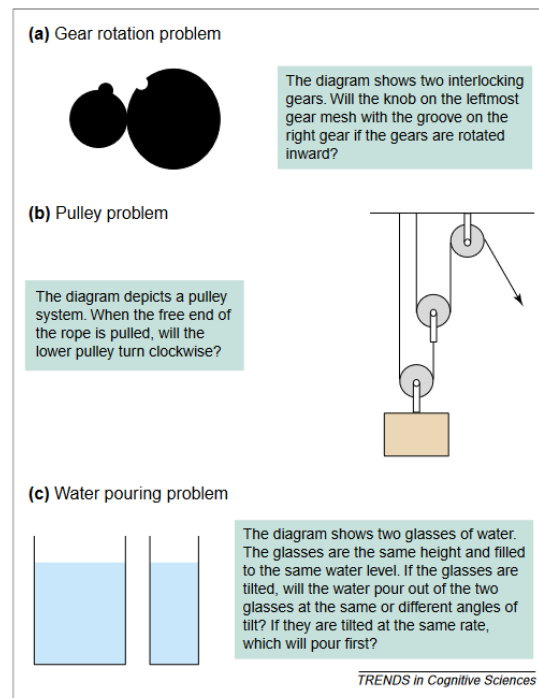 (a) Gear rotation problem
The diagram shows two interlocking
gears. Will the knob on the leftmost
gear mesh with the groove on the
right gear if the gears are rotated
inward?
(b) Pulley problem
The diagram depicts a pulley
system. When the free end of
the rope is pulled, will the
lower pulley turn clockwise?
(c) Water pouring problem
The diagram shows two glasses of water.
The glasses are the same height and filled
to the same water level. If the glasses are
tilted, will the water pour out of the two
glasses at the same or different angles of
tilt? If they are tilted at the same rate,
which will pour first?
TRENDS in Cognitive Sciences